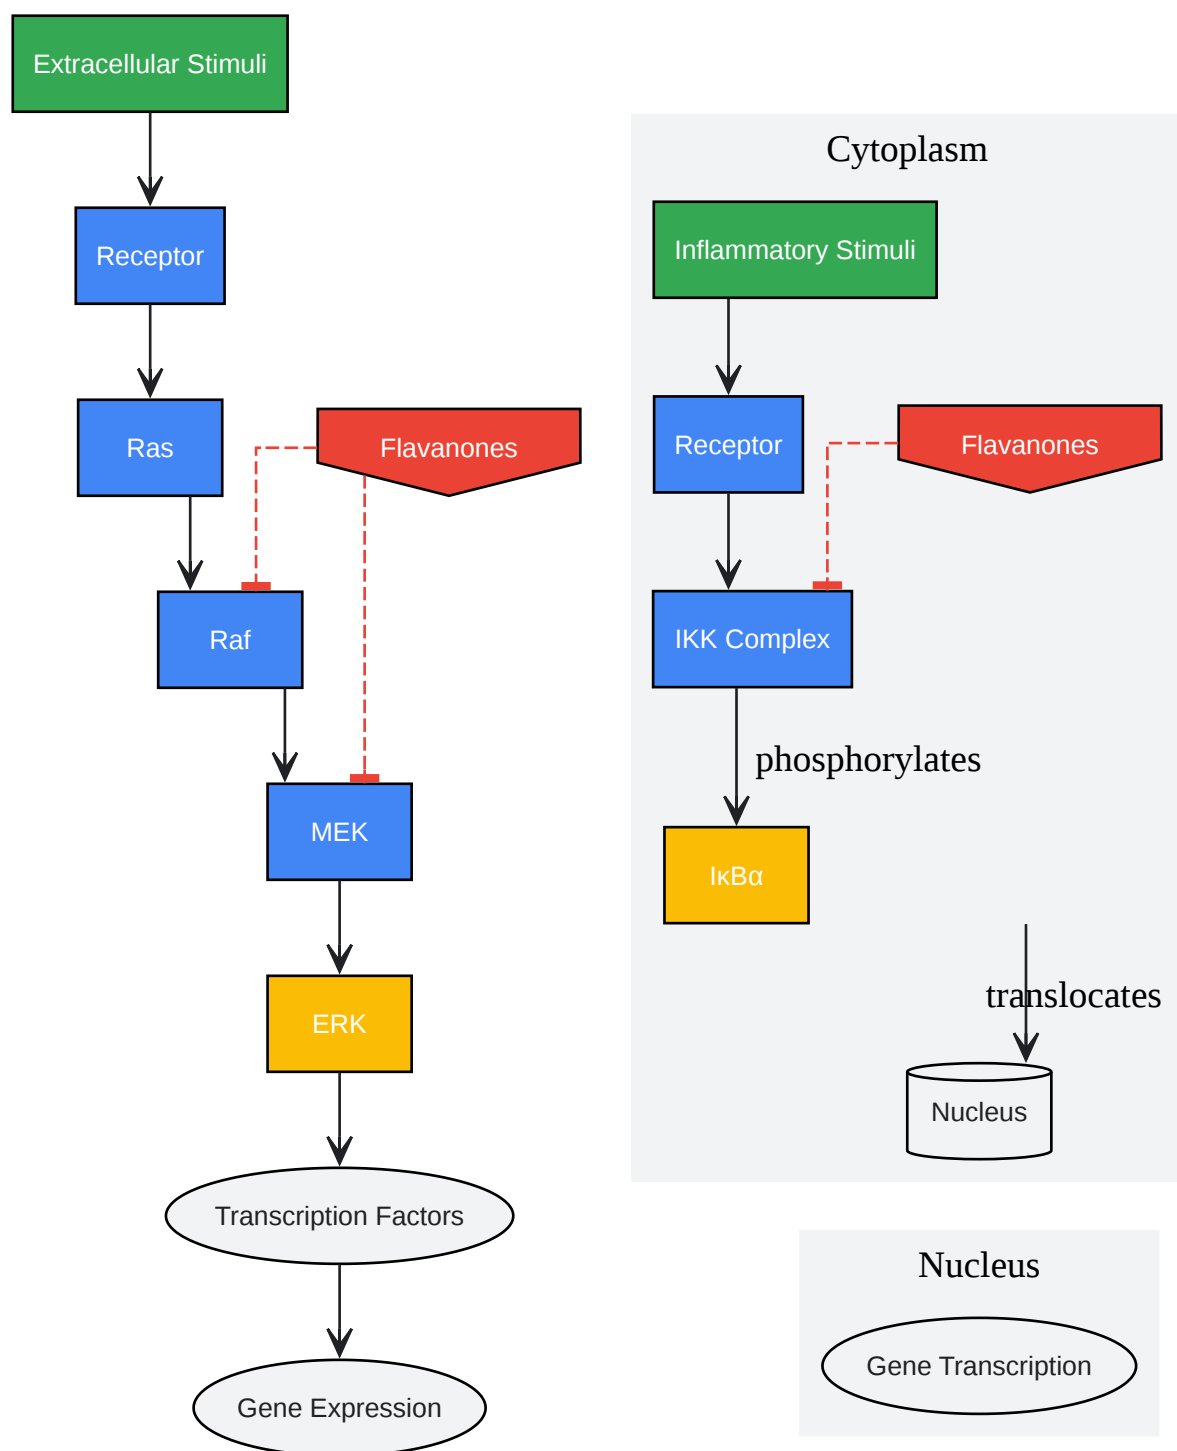 Extracellular Stimuli
Receptor
Ras
Flavanones
Raf
MEK
ERK
Transcription Factors
Gene Expression
Cytoplasm
Inflammatory Stimuli
Receptor
Flavanones
IKK Complex
phosphorylates
IκBα
translocates
Nucleus
Nucleus
Gene Transcription